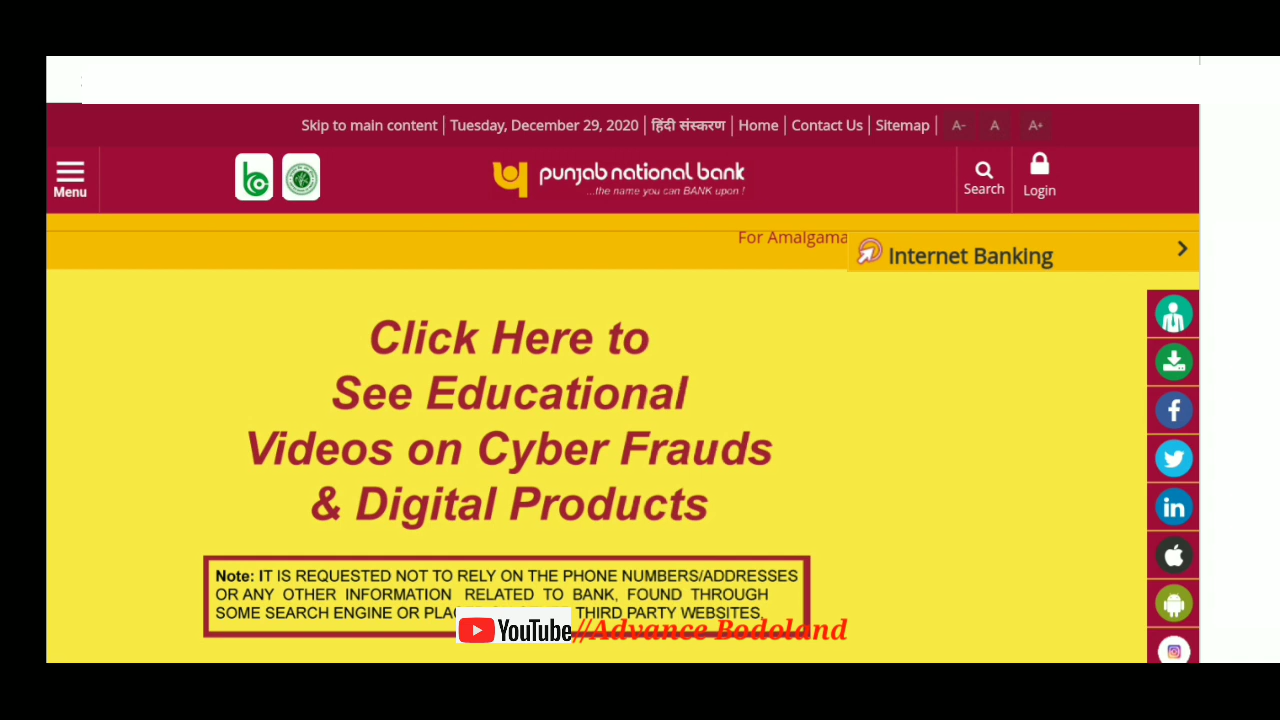 Skip to main content | Tuesday, December 29, 2020 | हिंदी संस्करण | Home | Contact Us | Sitemap | A- A A+
Menu
punjab national bank
...the name you can BANK upon !
Search
Login
For Amalgama
Internet Banking
Click Here to
See Educational
Videos on Cyber Frauds
& Digital Products
Note: IT IS REQUESTED NOT TO RELY ON THE PHONE NUMBERS/ADDRESSES
OR ANY OTHER INFORMATION RELATED TO BANK, FOUND THROUGH
SOME SEARCH ENGINE OR THIRD PARTY WEBSITES,
YouTube//Advance Bodoland